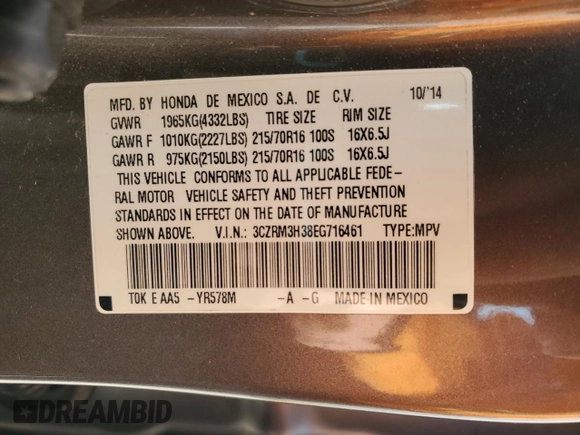 MFD. BY HONDA DE MEXICO S.A. DE C.V. 10/'14
GVWR 1965KG(4332LBS) TIRE SIZE RIM SIZE
GAWR F 1010KG(2227LBS) 215/70R16 100S 16X6.5J
GAWR R 975KG(2150LBS) 215/70R16 100S 16X6.5J
THIS VEHICLE CONFORMS TO ALL APPLICABLE FEDE-
RAL MOTOR VEHICLE SAFETY AND THEFT PREVENTION
STANDARDS IN EFFECT ON THE DATE OF MANUFACTURE
SHOWN ABOVE. V.I.N.: 3CZRM3H38EG716461 TYPE:MPV
T0K E AA5 -YR578M -A -G MADE IN MEXICO
DREAMBID